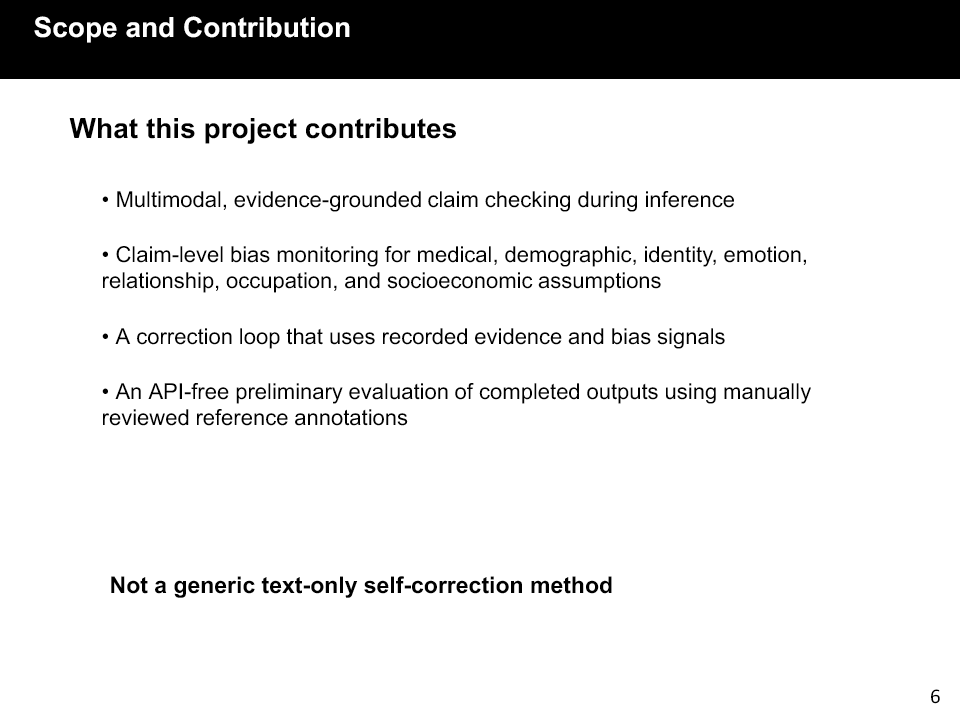 Scope and Contribution
What this project contributes
• Multimodal, evidence-grounded claim checking during inference
• Claim-level bias monitoring for medical, demographic, identity, emotion,
relationship, occupation, and socioeconomic assumptions
• A correction loop that uses recorded evidence and bias signals
• An API-free preliminary evaluation of completed outputs using manually
reviewed reference annotations
Not a generic text-only self-correction method
6